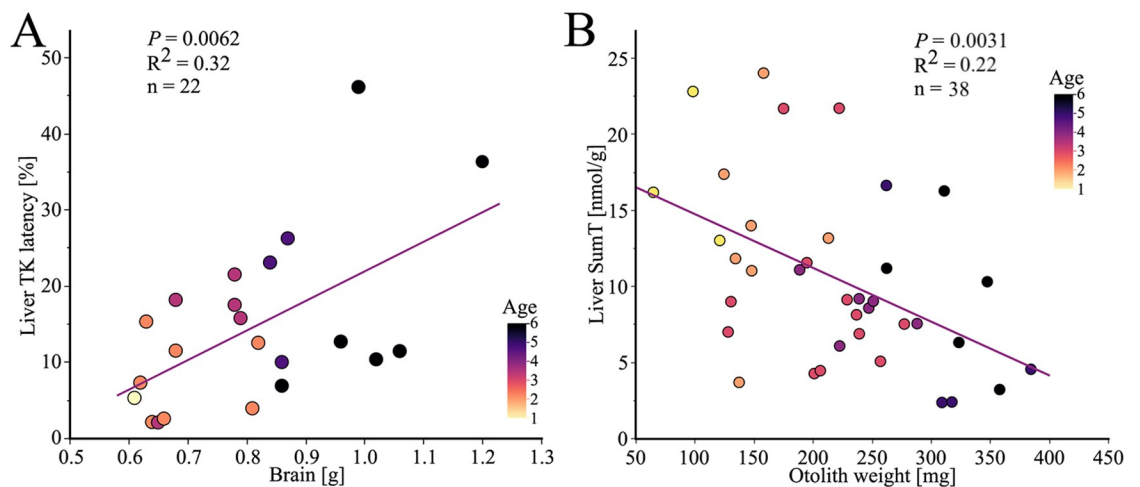 A
P = 0.0062
R² = 0.32
n = 22
Liver TK latency [%]
50
40
30
20
10
0
0.5 0.6 0.7 0.8 0.9 1.0 1.1 1.2 1.3
Brain [g]
Age
6
5
4
3
2
1
B
P = 0.0031
R² = 0.22
n = 38
Liver SumT [nmol/g]
25
20
15
10
5
0
50 100 150 200 250 300 350 400 450
Otolith weight [mg]
Age
6
5
4
3
2
1